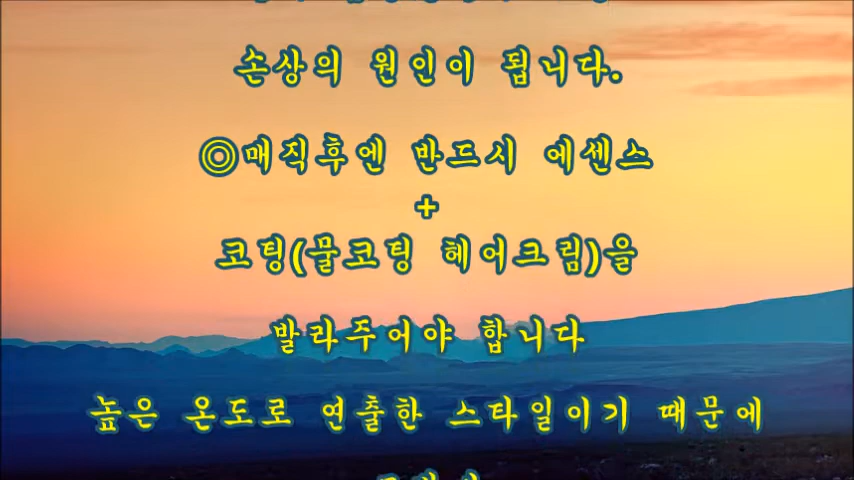 손상의 원인이 됩니다.
◎매직후엔 반드시 에센스
+
코팅(물코팅 헤어크림)을
발라주어야 합니다
높은 온도로 연출한 스타일이기 때문에